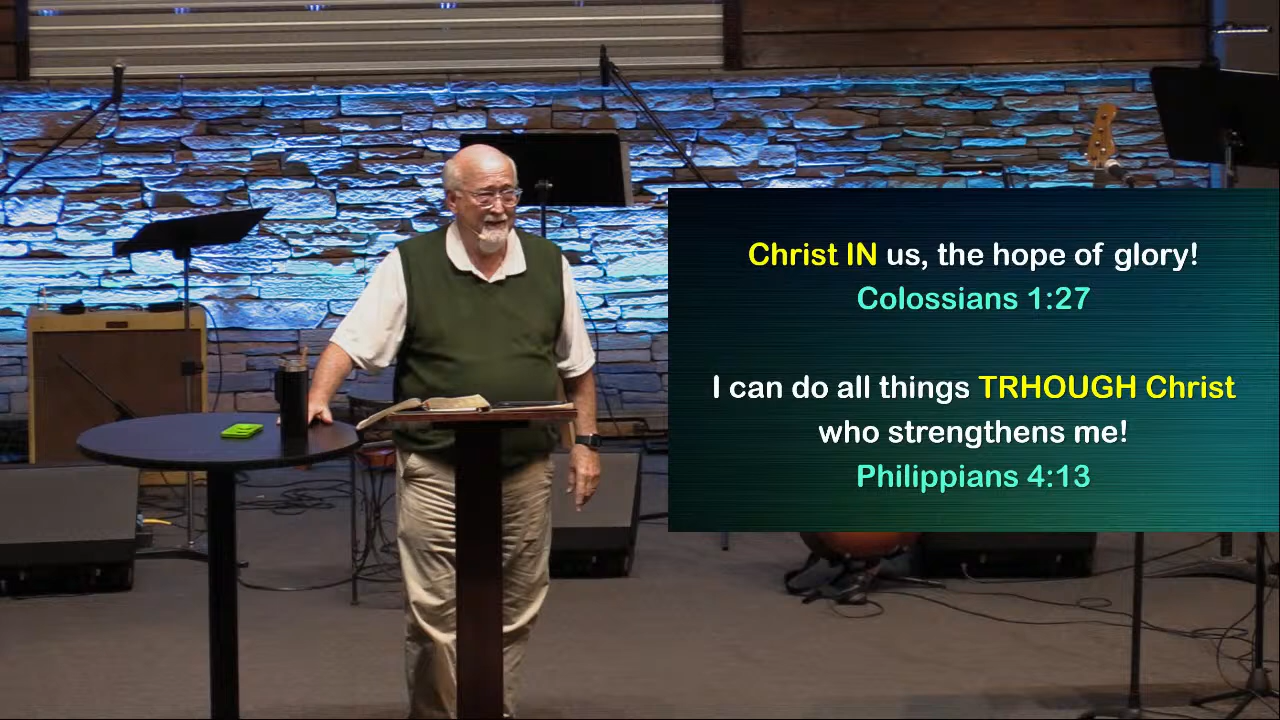 Christ IN us, the hope of glory!
Colossians 1:27
I can do all things TRHOUGH Christ
who strengthens me!
Philippians 4:13